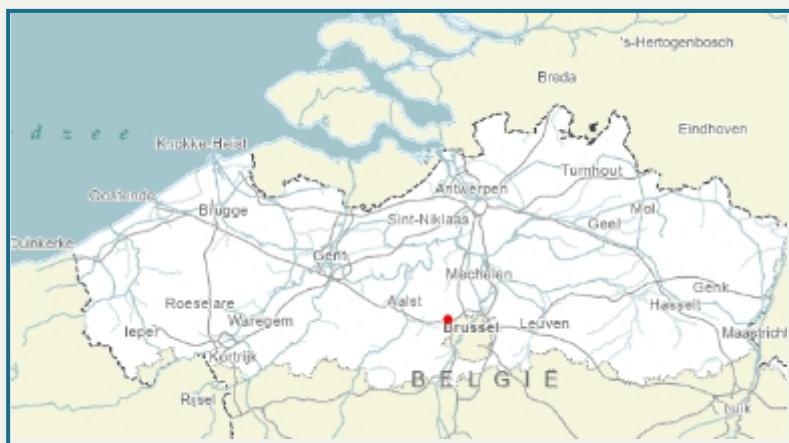 's-Hertogenbosch
Breda
d z e e
Eindhoven
Knokke-Heist
Turnhout
Antwerpen
Oostende
Brugge
Mol
Sint-Niklaas
Geel
Duinkerke
Gent
Mechelen
Genk
Roeselare
Aalst
Hasselt
Waregem
Brussel
Leuven
Ieper
Maastricht
Kortrijk
BELGIË
Rijsel
Luik